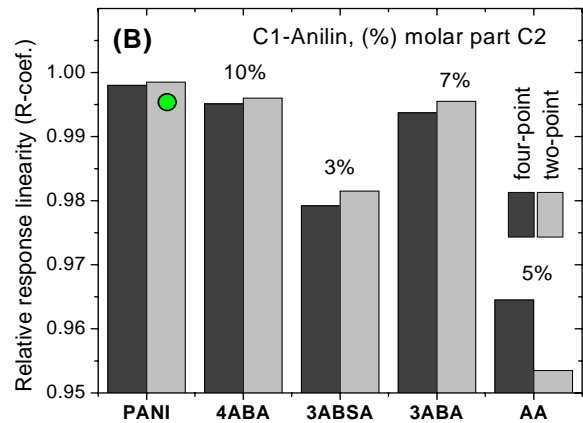 (B) C1-Anilin, (%) molar part C2
Relative response linearity (R-coef.)
1.00
0.99
0.98
0.97
0.96
0.95
10%
3%
7%
5%
four-point
two-point
PANI 4ABA 3ABSA 3ABA AA